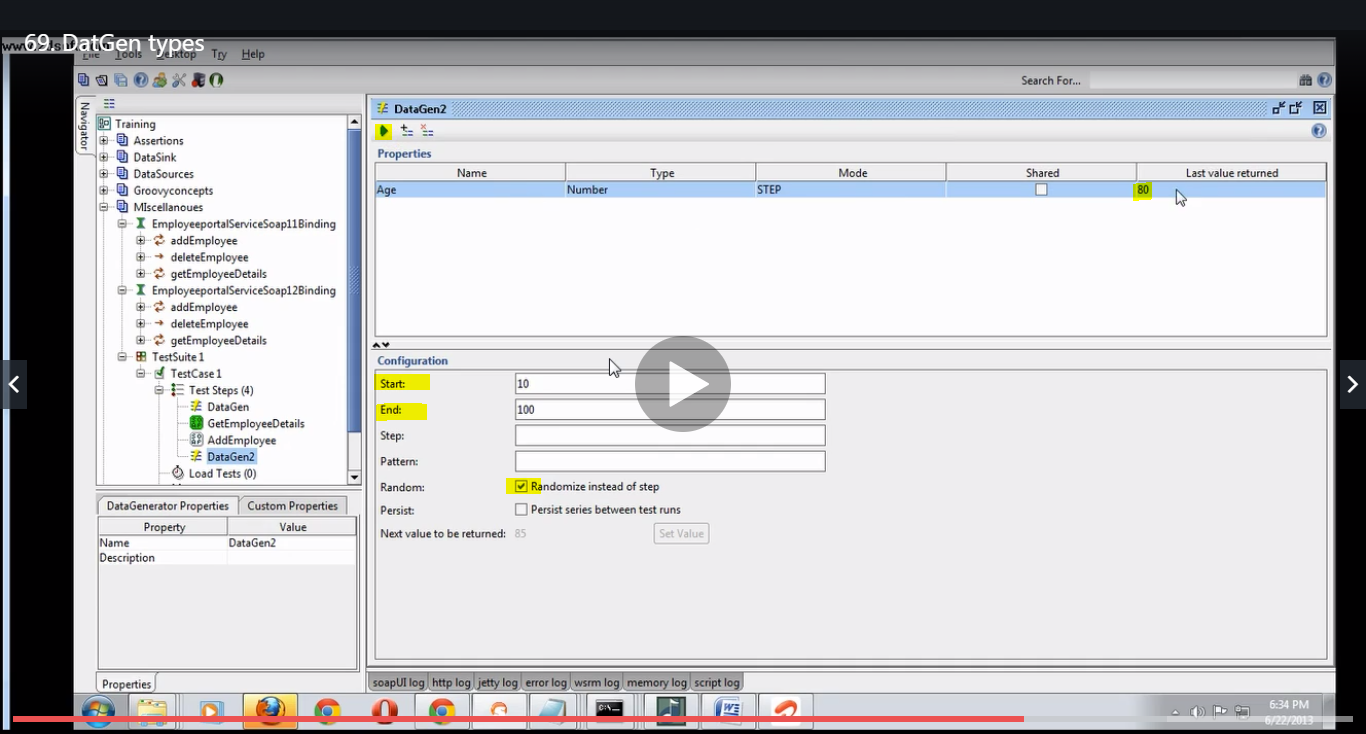 69. DatGen types
File Tools Desktop Try Help
Search For...
Navigator
Training
Assertions
DataSink
DataSources
Groovyconcepts
MIscellanoues
EmployeeportalServiceSoap11Binding
addEmployee
deleteEmployee
getEmployeeDetails
EmployeeportalServiceSoap12Binding
addEmployee
deleteEmployee
getEmployeeDetails
TestSuite 1
TestCase 1
Test Steps (4)
DataGen
GetEmployeeDetails
AddEmployee
DataGen2
Load Tests (0)
DataGenerator Properties Custom Properties
Property Value
Name DataGen2
Description
Properties
DataGen2
Properties
Name Type Mode Shared Last value returned
Age Number STEP 80
Configuration
Start: 10
End: 100
Step:
Pattern:
Random: Randomize instead of step
Persist: Persist series between test runs
Next value to be returned: 85 Set Value
soapUI log http log jetty log error log wsrm log memory log script log
6:34 PM
6/22/2013